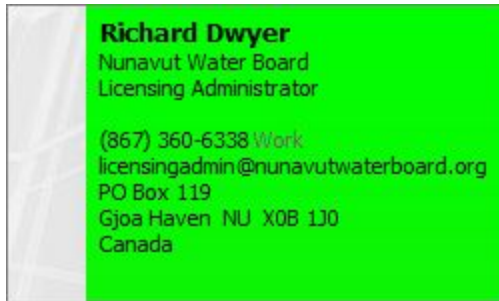 Richard Dwyer
Nunavut Water Board
Licensing Administrator
(867) 360-6338 Work
licensingadmin@nunavutwaterboard.org
PO Box 119
Gjoa Haven NU X0B 1J0
Canada